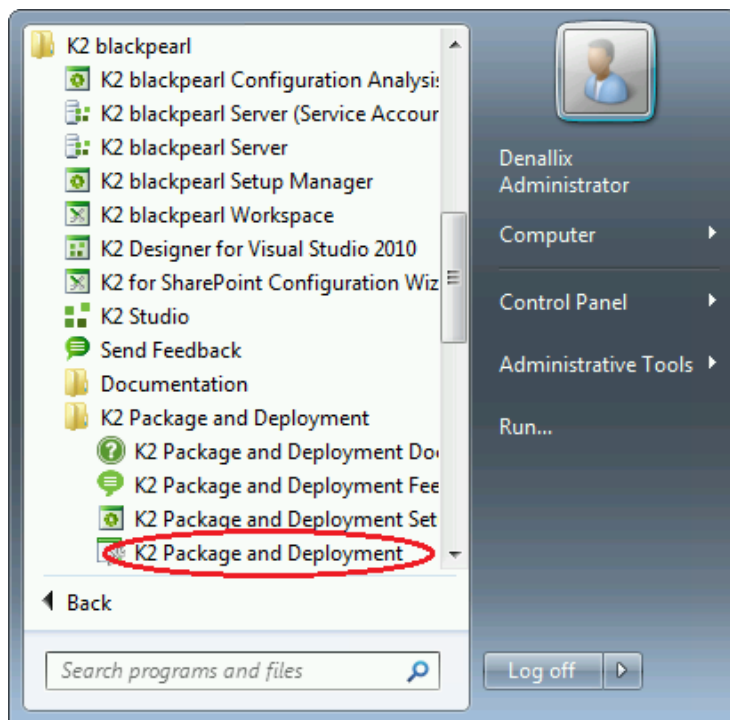 K2 blackpearl
K2 blackpearl Configuration Analysis
K2 blackpearl Server (Service Accour
K2 blackpearl Server
K2 blackpearl Setup Manager
K2 blackpearl Workspace
K2 Designer for Visual Studio 2010
K2 for SharePoint Configuration Wiz
K2 Studio
Send Feedback
Documentation
K2 Package and Deployment
K2 Package and Deployment Do
K2 Package and Deployment Fee
K2 Package and Deployment Set
K2 Package and Deployment
Back
Search programs and files
Denallix
Administrator
Computer
Control Panel
Administrative Tools
Run...
Log off